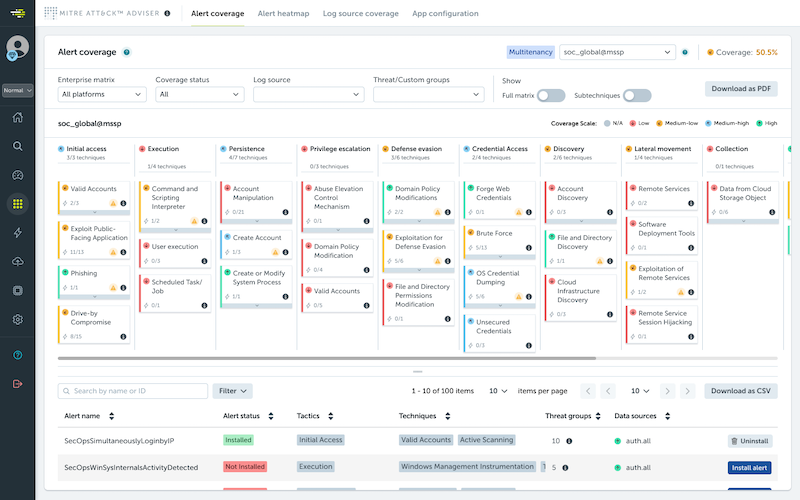 MITRE ATT&CK™ ADVISER
Alert coverage
Alert heatmap
Log source coverage
App configuration
Normal
Alert coverage
Multitenancy
soc_global@mssp
Coverage: 50.5%
Enterprise matrix
Coverage status
Log source
Threat/Custom groups
Show
All platforms
All
Full matrix
Subtechniques
Download as PDF
soc_global@mssp
Coverage Scale:
N/A
Low
Medium-low
Medium-high
High
Initial access
3/3 techniques
Valid Accounts
2/3
Exploit Public-
Facing Application
11/13
Phishing
1/1
Drive-by
Compromise
8/15
Execution
1/4 techniques
Command and
Scripting
Interpreter
1/2
User execution
0/3
Scheduled Task/
Job
0/1
Persistence
4/7 techniques
Account
Manipulation
0/21
Create Account
1/3
Create or Modify
System Process
1/1
Privilege escalation
0/3 techniques
Abuse Elevation
Control
Mechanism
0/1
Domain Policy
Modification
0/4
Valid Accounts
0/5
Defense evasion
3/6 techniques
Domain Policy
Modifications
2/2
Exploitation for
Defense Evasion
5/6
File and Directory
Permissions
Modification
0/1
Credential Access
2/4 techniques
Forge Web
Credentials
0/1
Brute Force
5/13
OS Credential
Dumping
5/6
Unsecured
Credentials
0/3
Discovery
2/6 techniques
Account
Discovery
0/3
File and Directory
Discovery
1/1
Cloud
Infrastructure
Discovery
0/3
Lateral movement
1/4 techniques
Remote Services
0/2
Software
Deployment Tools
0/1
Exploitation of
Remote Services
1/2
Remote Service
Session Hijacking
0/1
Collection
0/1 techniques
Data from Cloud
Storage Object
0/6
Search by name or ID
Filter
1 - 10 of 100 items
10
items per page
10
Download as CSV
Alert name
Alert status
Tactics
Techniques
Threat groups
Data sources
SecOpsSimultaneouslyLoginbyIP
Installed
Initial Access
Valid Accounts
Active Scanning
10
auth.all
Uninstall
SecOpsWinSysInternalsActivityDetected
Not Installed
Execution
Windows Management Instrumentation
5
auth.all
Install alert